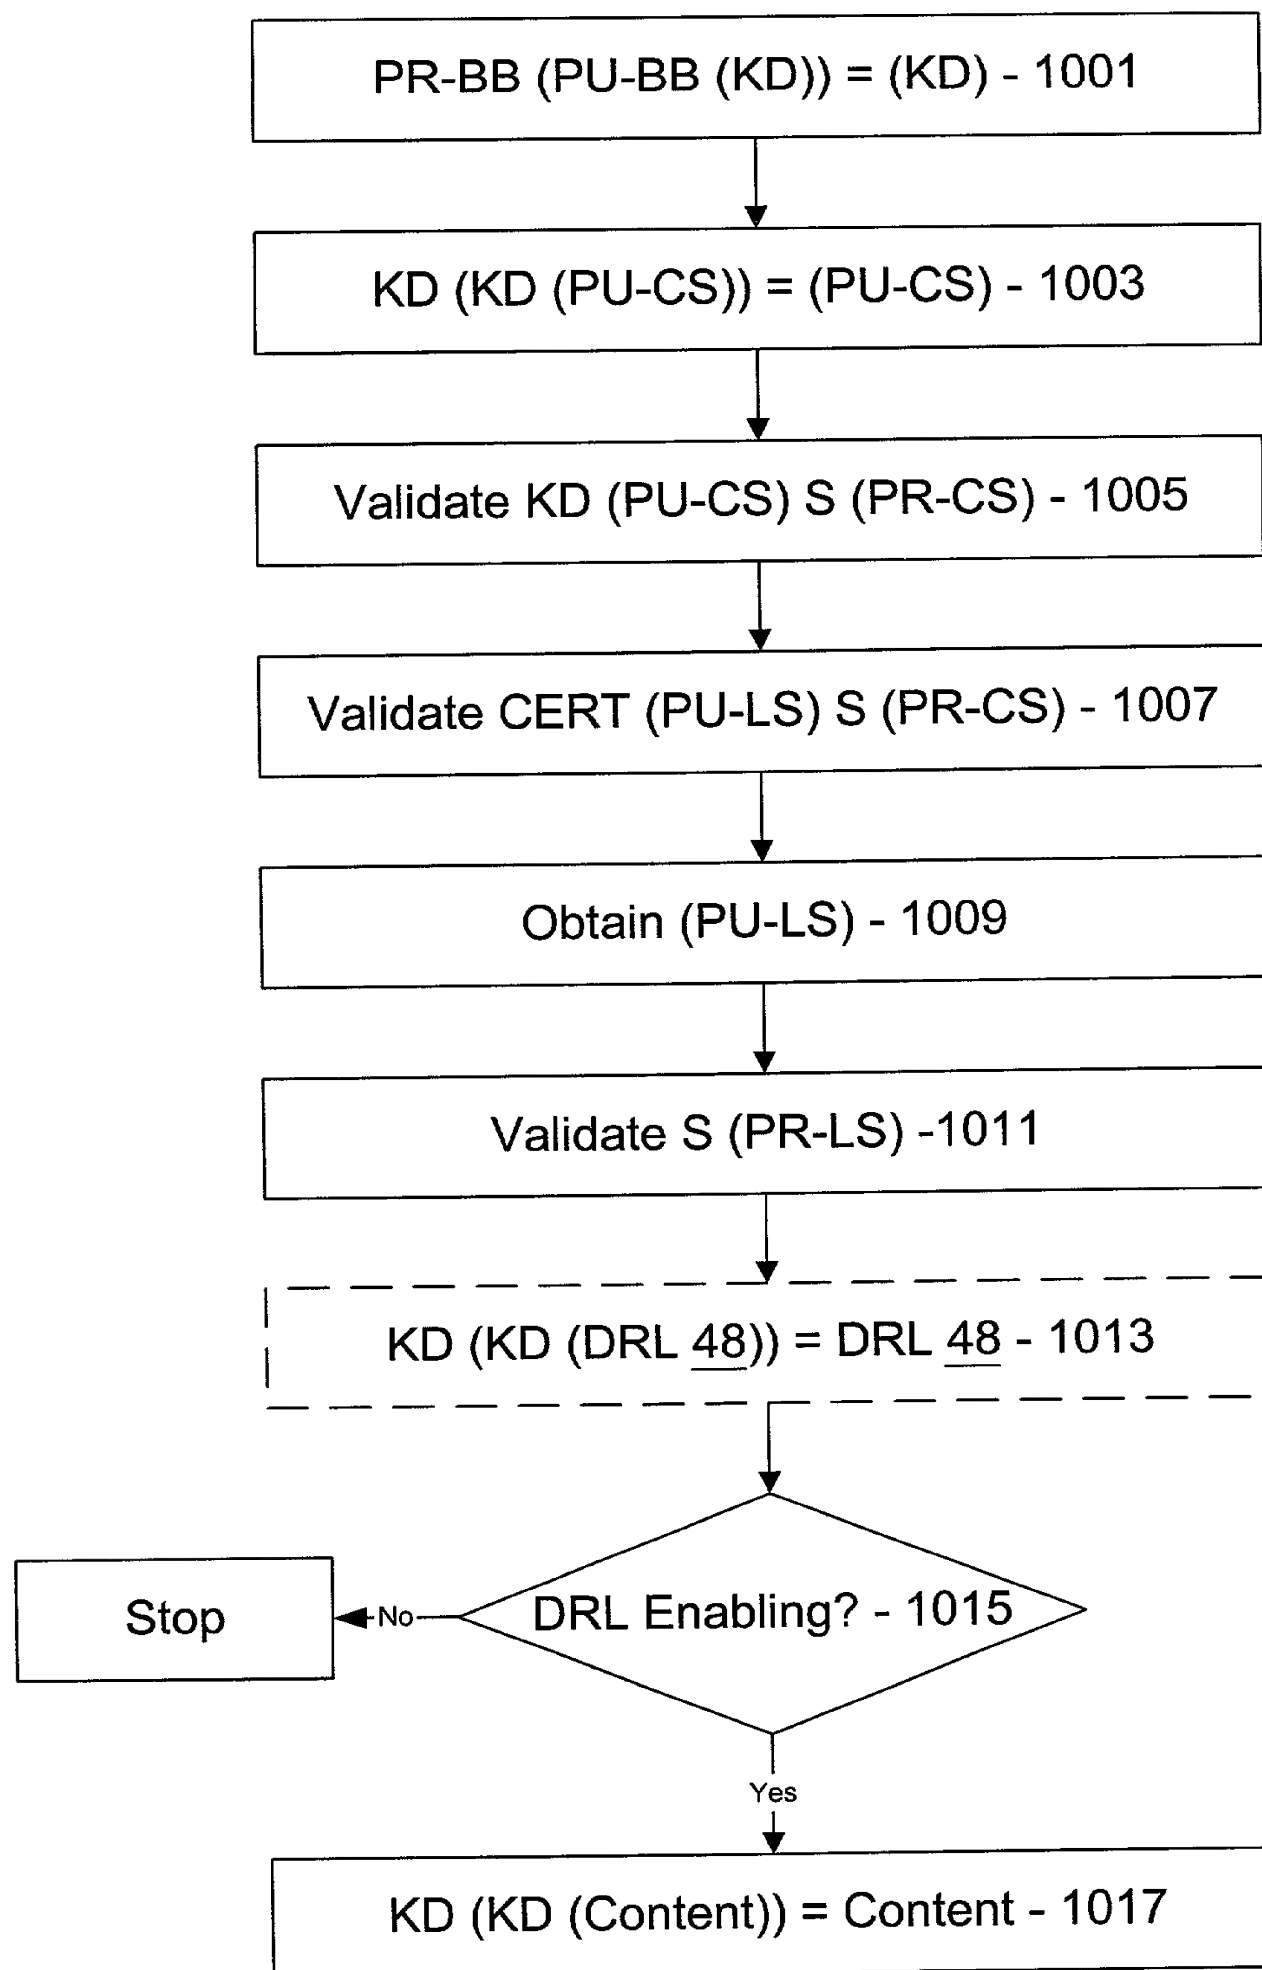 PR-BB (PU-BB (KD)) = (KD) - 1001
KD (KD (PU-CS)) = (PU-CS) - 1003
Validate KD (PU-CS) S (PR-CS) - 1005
Validate CERT (PU-LS) S (PR-CS) - 1007
Obtain (PU-LS) - 1009
Validate S (PR-LS) -1011
KD (KD (DRL 48)) = DRL 48 - 1013
DRL Enabling? - 1015
No
Stop
Yes
KD (KD (Content)) = Content - 1017